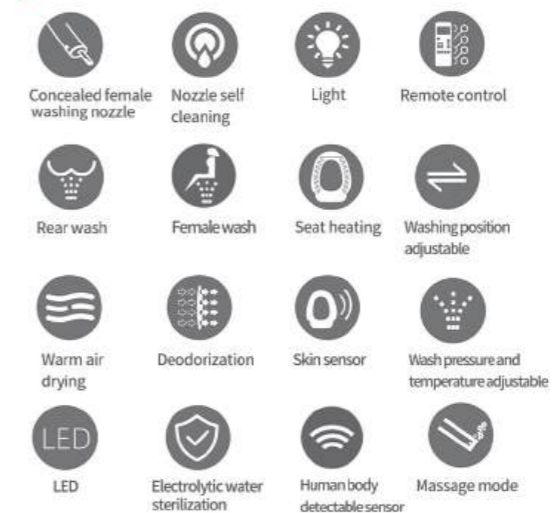 Concealed female
washing nozzle
Nozzle self
cleaning
Light
Remote control
Rear wash
Female wash
Seat heating
Washing position
adjustable
Warm air
drying
Deodorization
Skin sensor
Wash pressure and
temperature adjustable
LED
LED
Electrolytic water
sterilization
Human body
detectable sensor
Massage mode